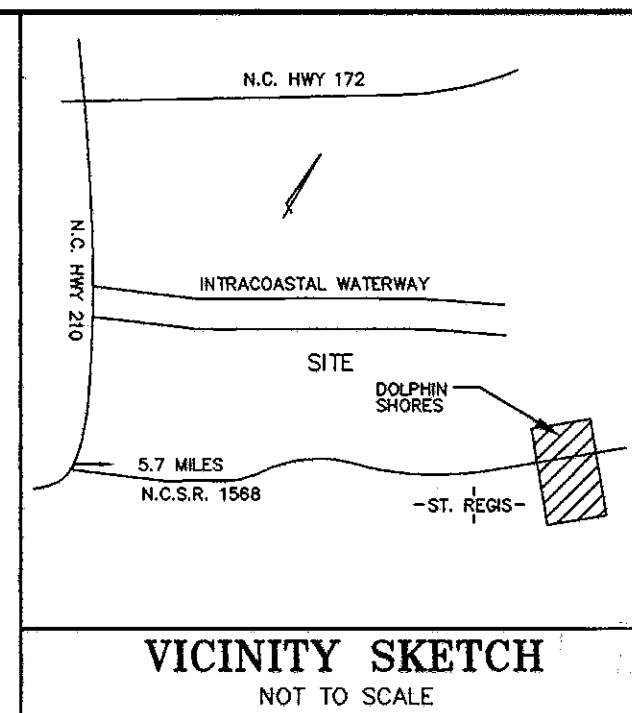 N.C. HWY 172
N.C. HWY 210
INTRACOASTAL WATERWAY
SITE
DOLPHIN
SHORES
5.7 MILES
N.C.S.R. 1568
-ST. REGIS-
VICINITY SKETCH
NOT TO SCALE